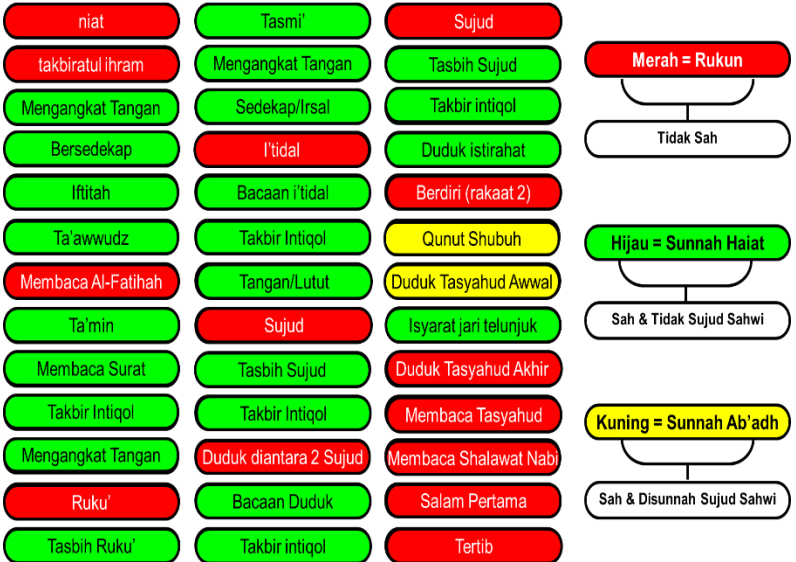 niat
takbiratul ihram
Mengangkat Tangan
Bersedekap
Iftitah
Ta'awwudz
Membaca Al-Fatihah
Ta'min
Membaca Surat
Takbir Intiqol
Mengangkat Tangan
Ruku'
Tasbih Ruku'
Tasmi'
Mengangkat Tangan
Sedekap/Irsal
I'tidal
Bacaan i'tidal
Takbir Intiqol
Tangan/Lutut
Sujud
Tasbih Sujud
Takbir Intiqol
Duduk diantara 2 Sujud
Bacaan Duduk
Takbir intiqol
Sujud
Tasbih Sujud
Takbir intiqol
Duduk istirahat
Berdiri (rakaat 2)
Qunut Shubuh
Duduk Tasyahud Awwal
Isyarat jari telunjuk
Duduk Tasyahud Akhir
Membaca Tasyahud
Membaca Shalawat Nabi
Salam Pertama
Tertib
Merah = Rukun
Tidak Sah
Hijau = Sunnah Haiat
Sah & Tidak Sujud Sahwi
Kuning = Sunnah Ab'adh
Sah & Disunnah Sujud Sahwi